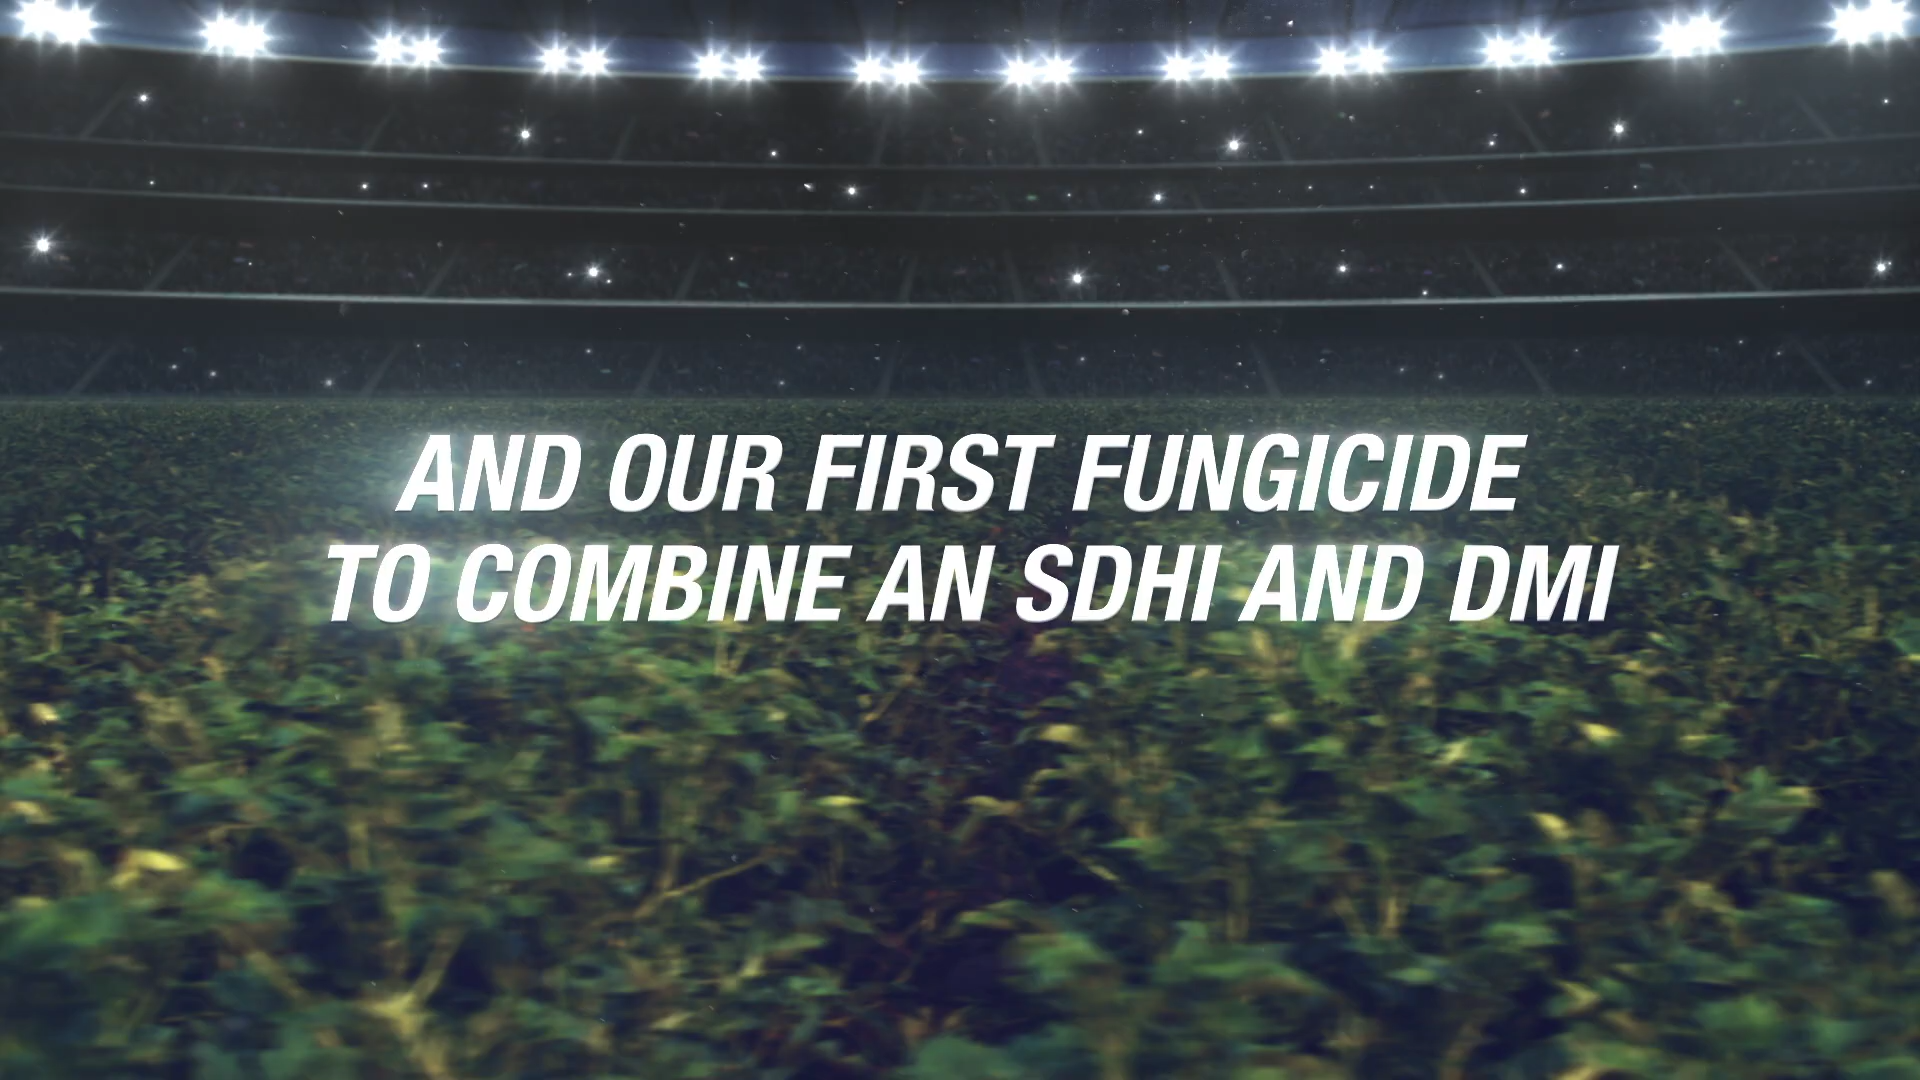 AND OUR FIRST FUNGICIDE
TO COMBINE AN SDHI AND DMI